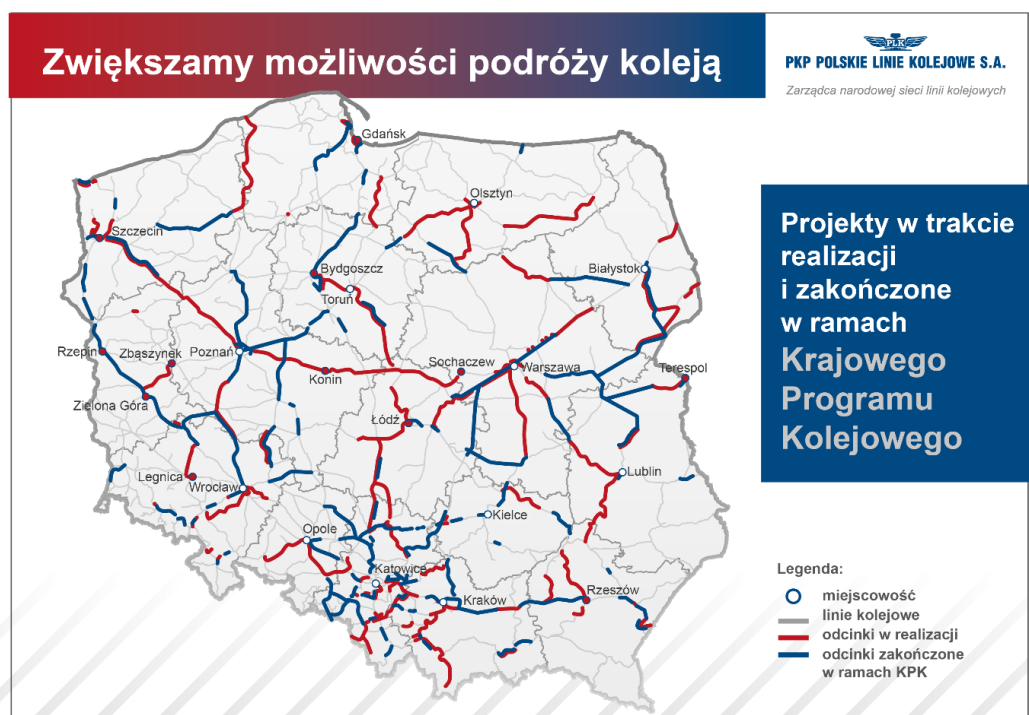 Zwiększamy możliwości podróży koleją
PLK
PKP POLSKIE LINIE KOLEJOWE S.A.
Zarządca narodowej sieci linii kolejowych
Gdańsk
Olsztyn
Szczecin
Białystok
Bydgoszcz
Toruń
Rzepin
Zbąszynek
Poznań
Sochaczew
Warszawa
Terespol
Konin
Zielona Góra
Łódź
Legnica
Wrocław
Lublin
Opole
Kielce
Katowice
Kraków
Rzeszów
Projekty w trakcie
realizacji
i zakończone
w ramach
Krajowego
Programu
Kolejowego
Legenda:
miejscowość
linie kolejowe
odcinki w realizacji
odcinki zakończone
w ramach KPK